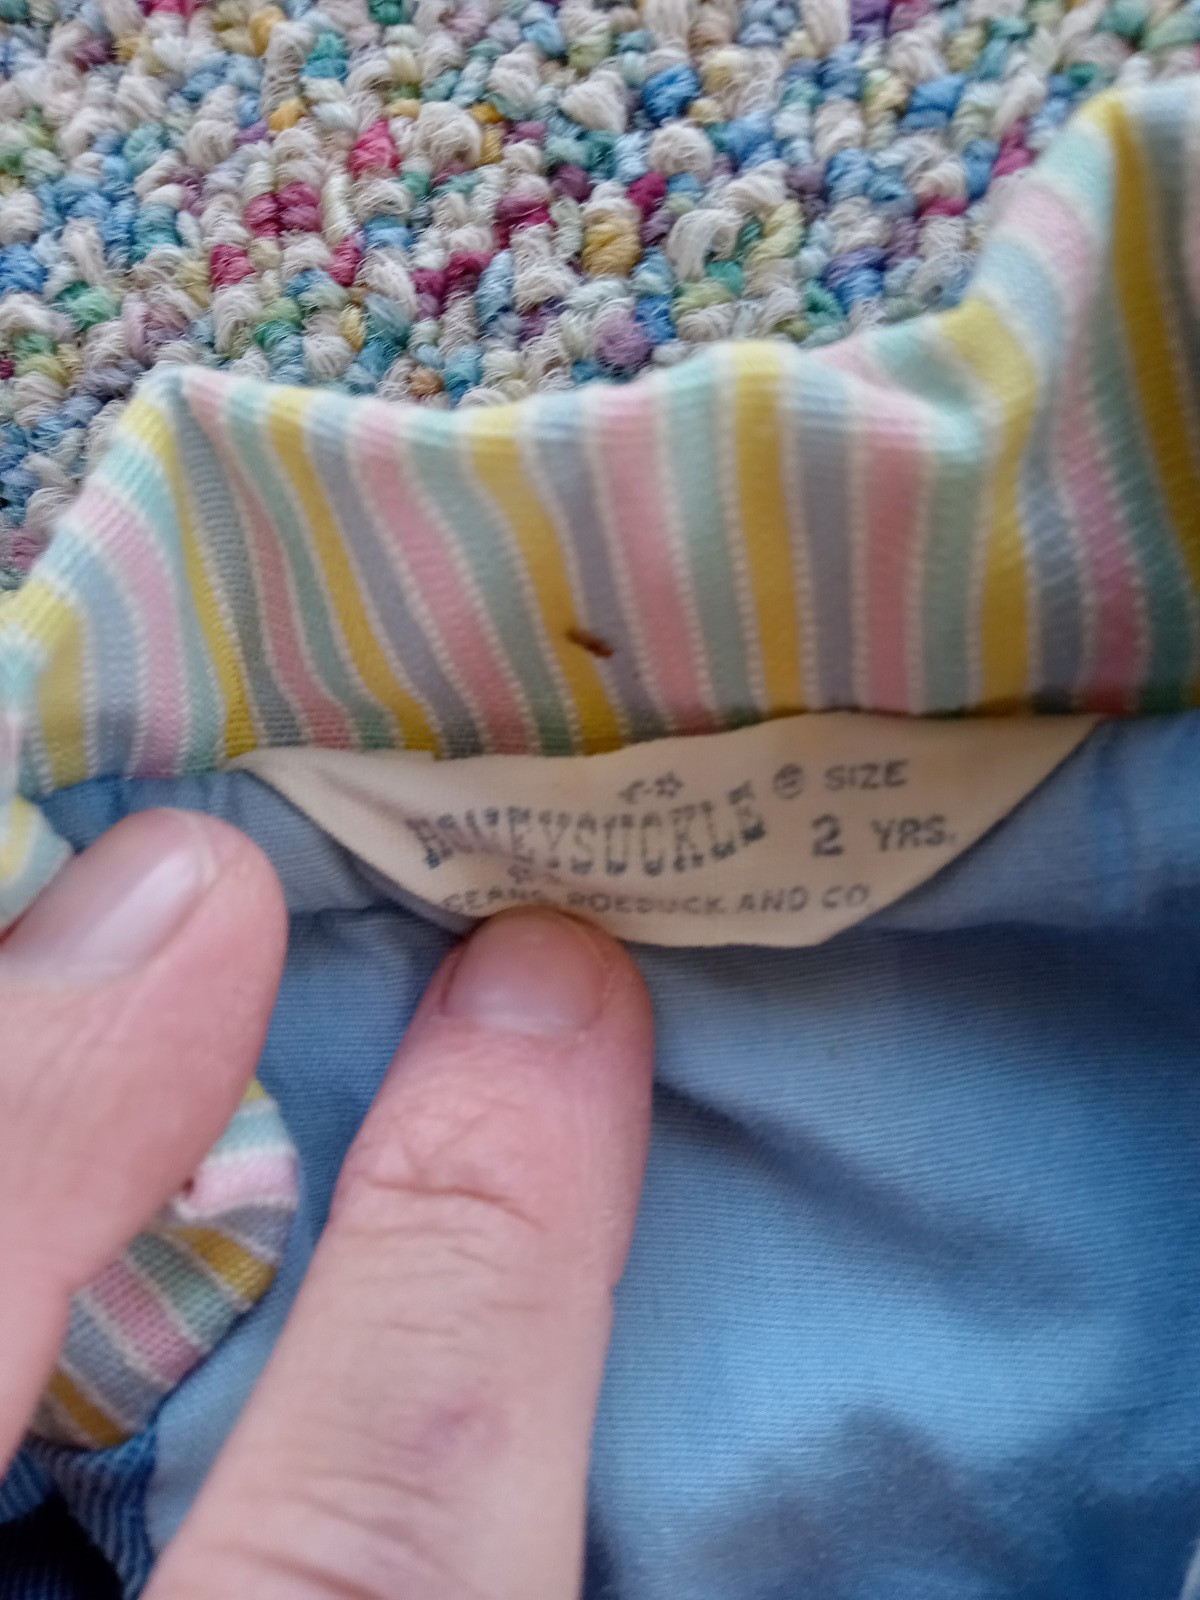 HONEYSUCKLE ® SIZE
2 YRS.
SEARS, ROEBUCK AND CO.